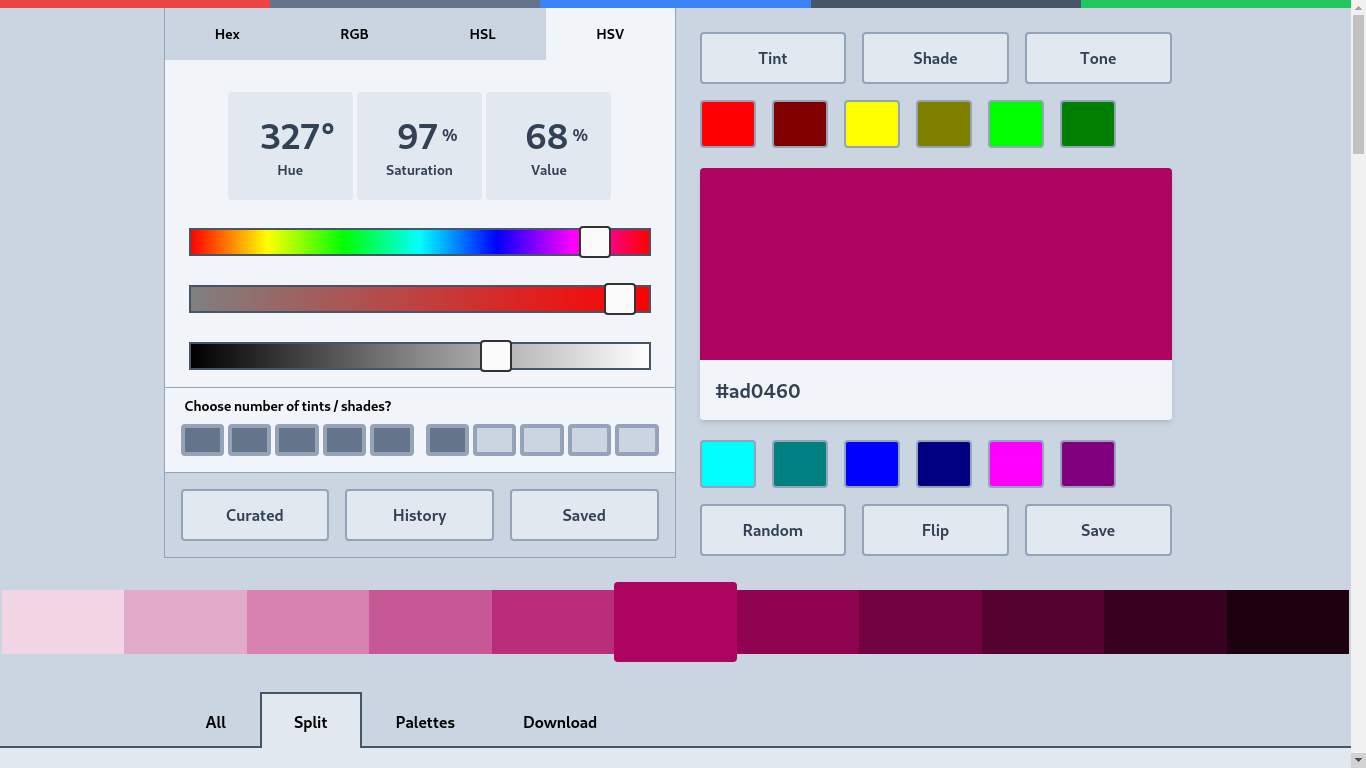 Hex RGB HSL HSV
327° 97 % 68 %
Hue Saturation Value
Choose number of tints / shades?
Curated History Saved
Tint Shade Tone
#ad0460
Random Flip Save
All Split Palettes Download